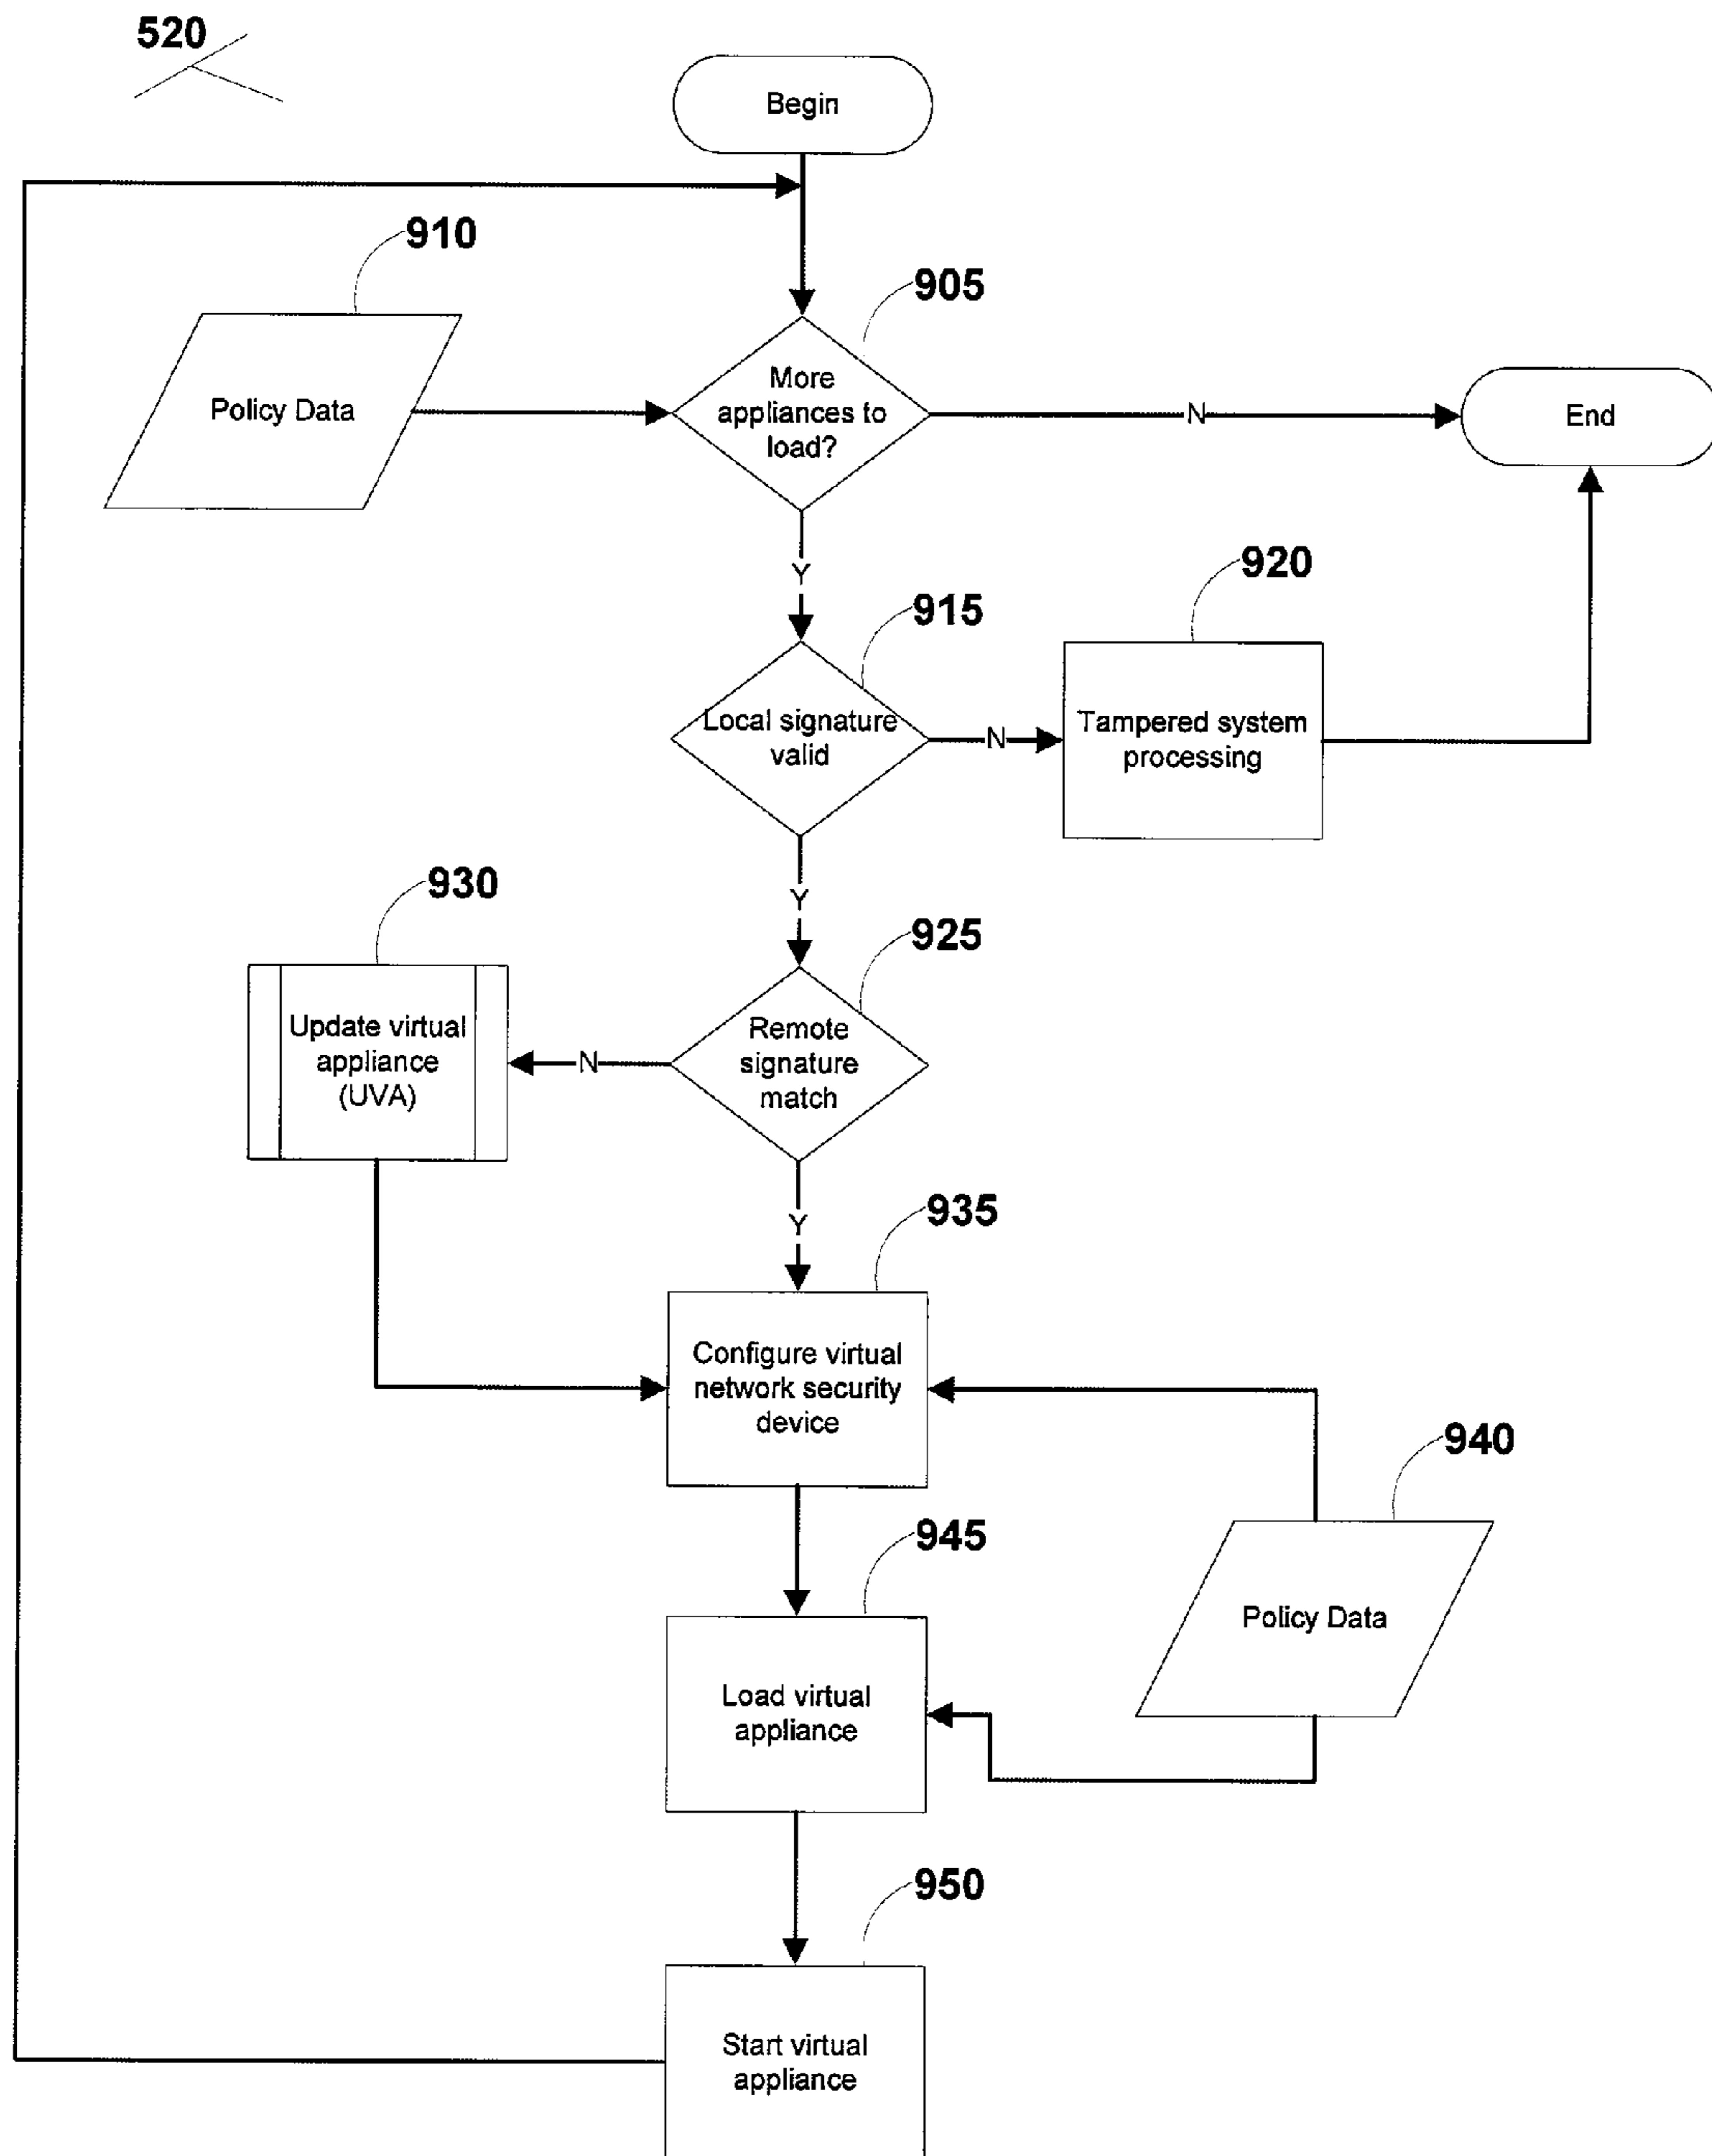 520
Begin
910
905
Policy Data
More
appliances to
load?
N
End
Y
920
915
Local signature
valid
N
Tampered system
processing
Y
930
925
Update virtual
appliance
(UVA)
N
Remote
signature
match
Y
935
Configure virtual
network security
device
940
945
Policy Data
Load virtual
appliance
950
Start virtual
appliance